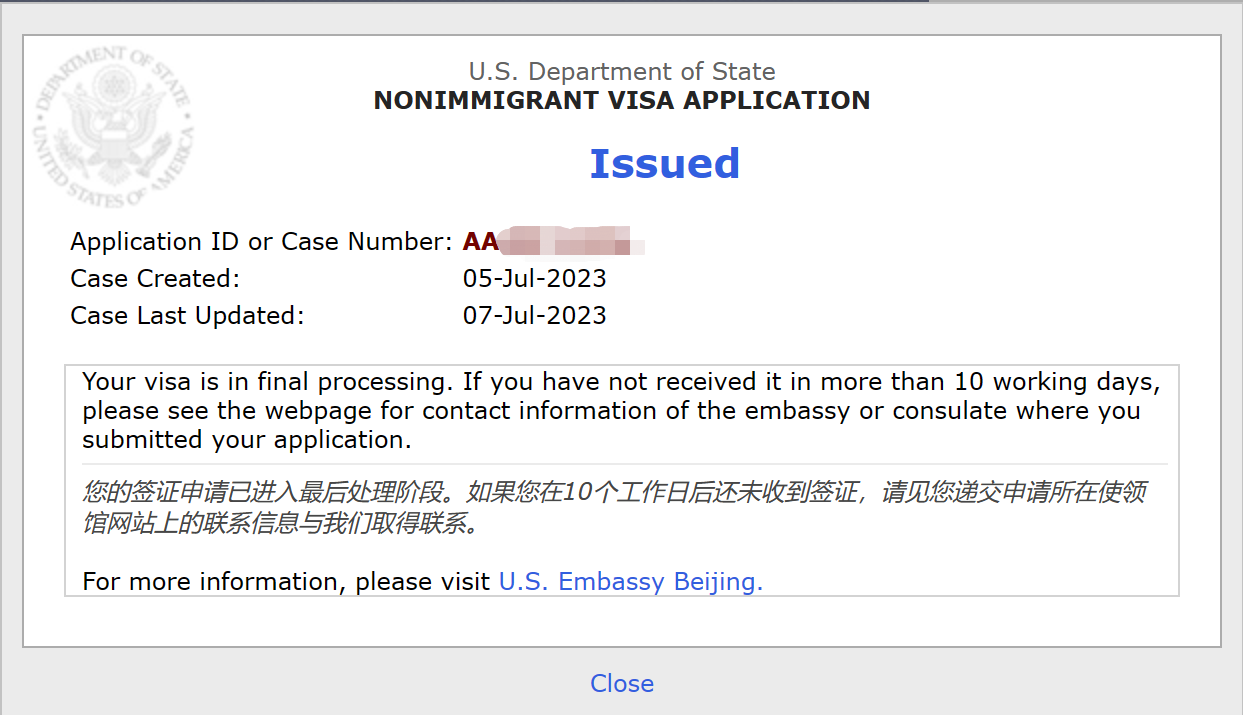 DEPARTMENT OF STATE
UNITED STATES OF AMERICA
U.S. Department of State
NONIMMIGRANT VISA APPLICATION
Issued
Application ID or Case Number: AA
Case Created: 05-Jul-2023
Case Last Updated: 07-Jul-2023
Your visa is in final processing. If you have not received it in more than 10 working days,
please see the webpage for contact information of the embassy or consulate where you
submitted your application.
您的签证申请已进入最后处理阶段。如果您在10个工作日后还未收到签证，请见您递交申请所在使领
馆网站上的联系信息与我们取得联系。
For more information, please visit U.S. Embassy Beijing.
Close